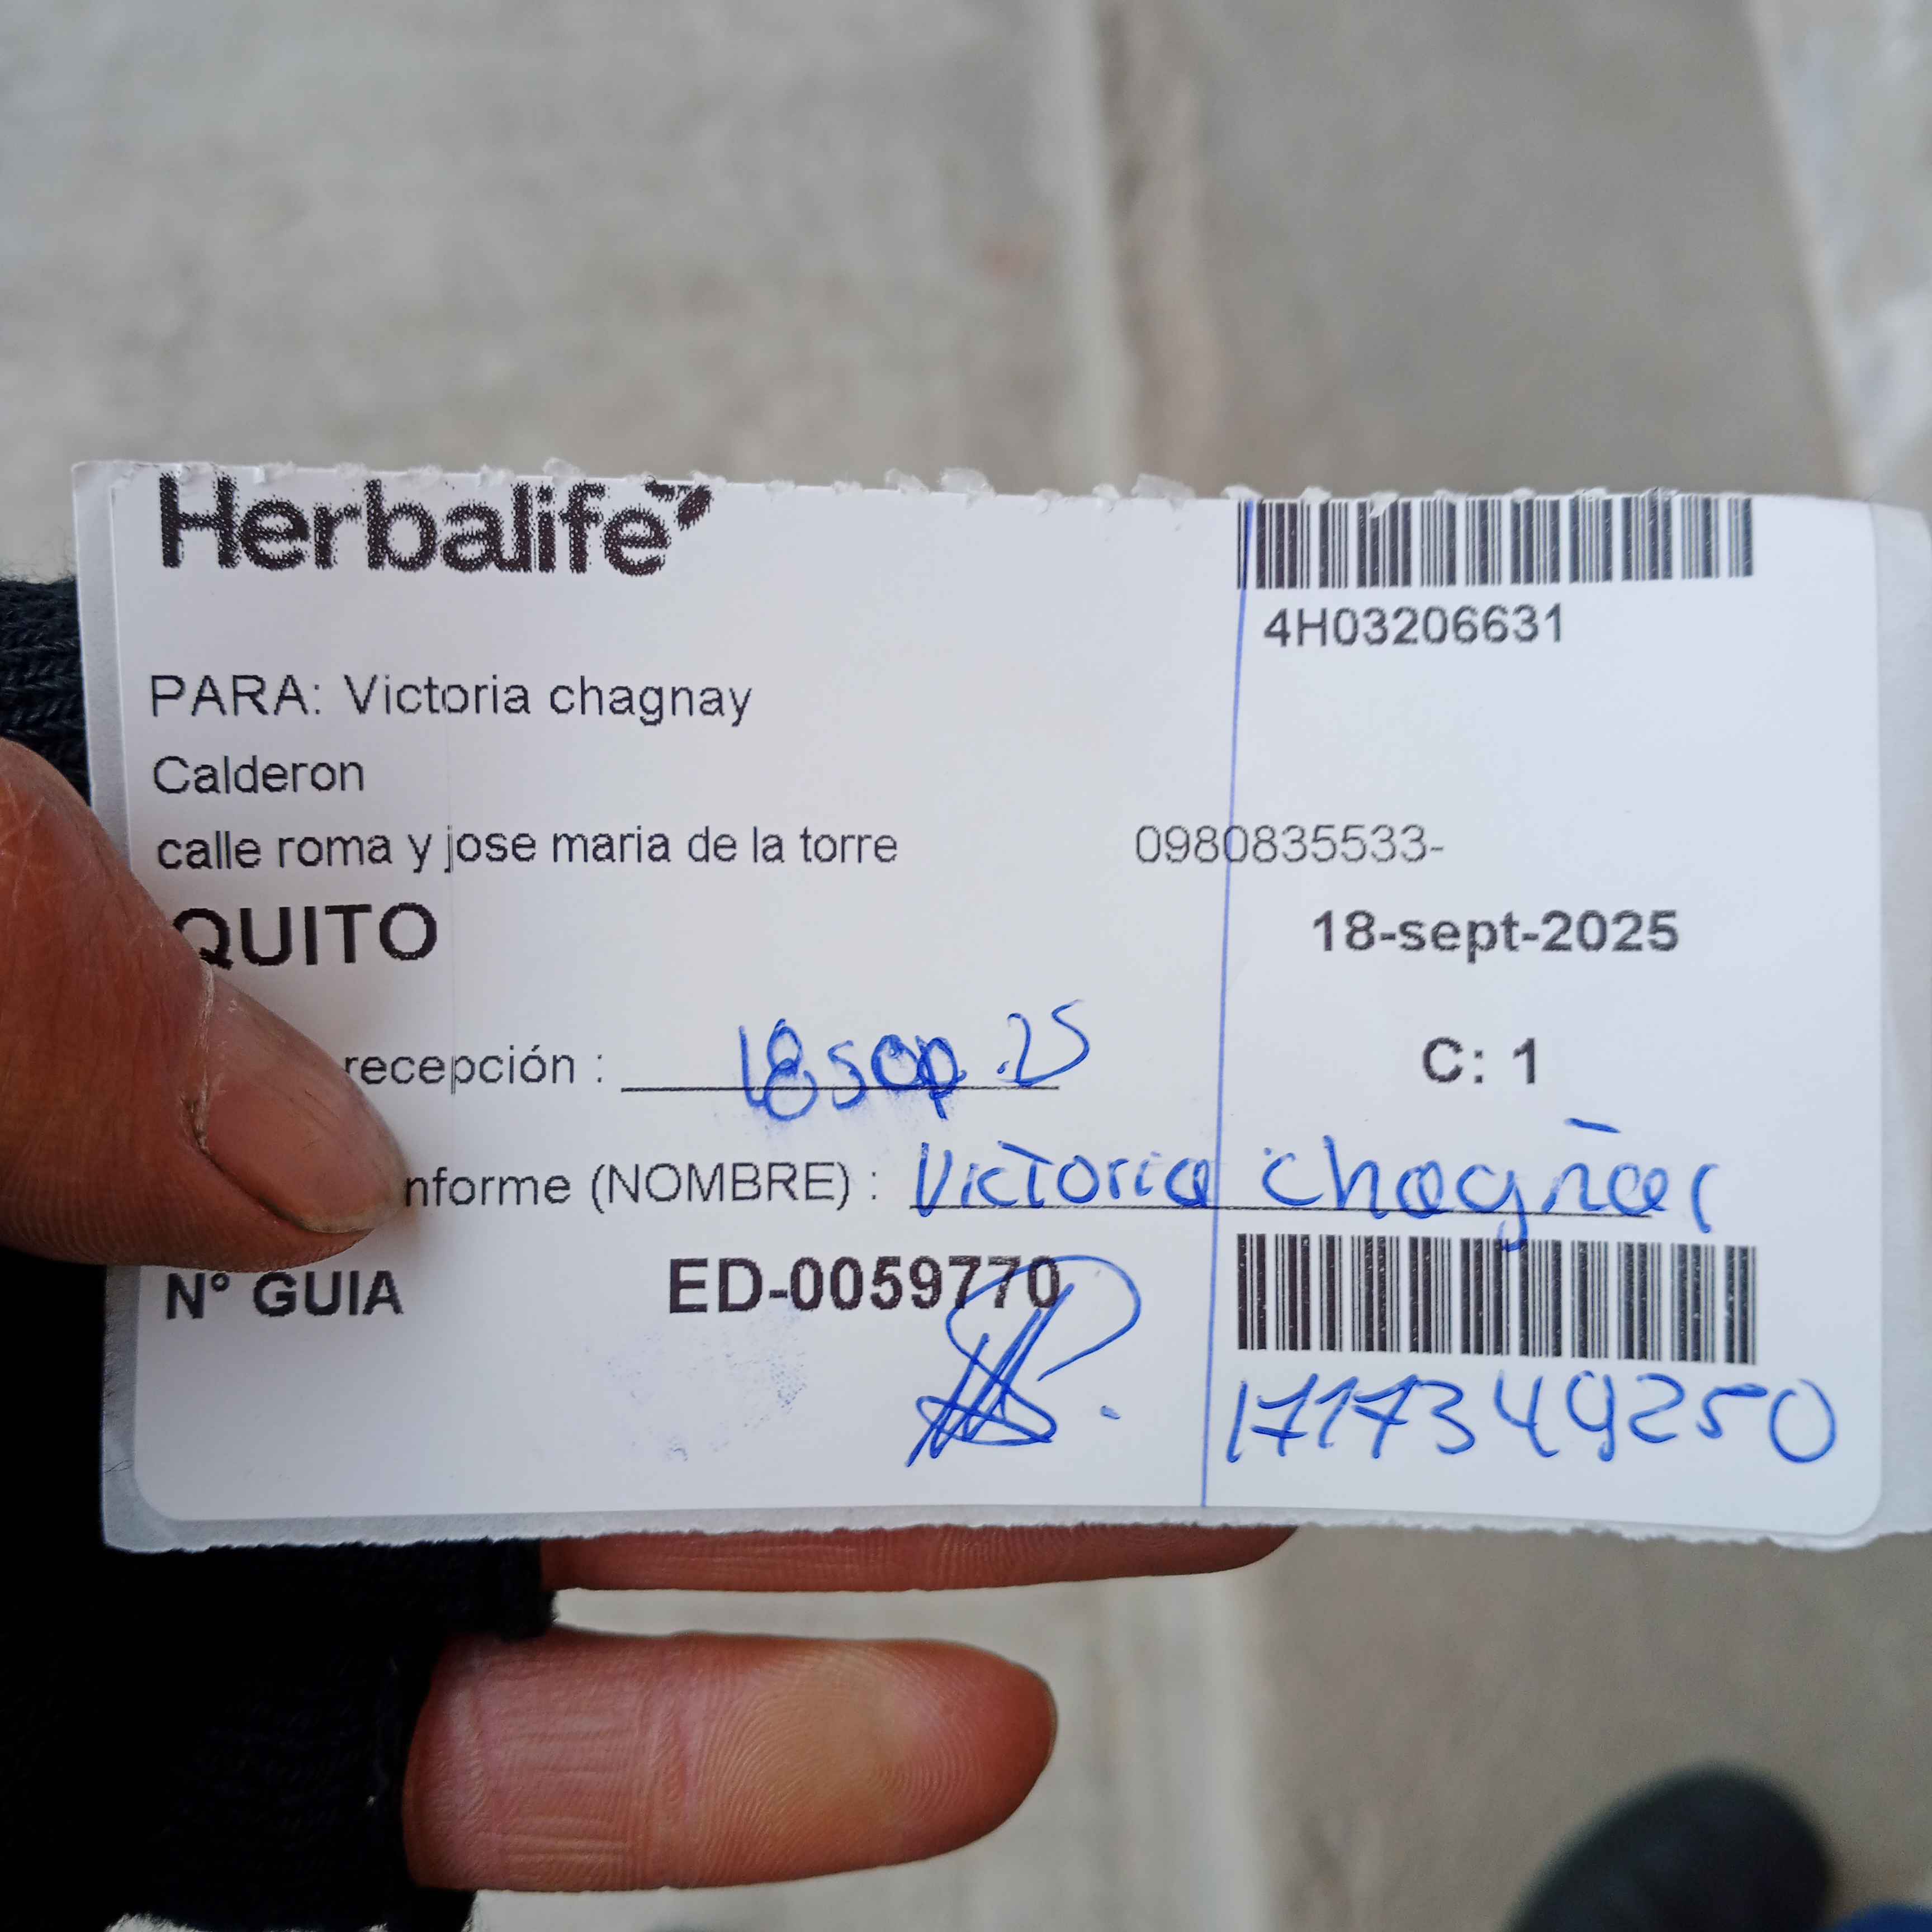 Herbalife
4H03206631
PARA: Victoria chagnay
Calderon
calle roma y jose maria de la torre 0980835533-
QUITO 18-sept-2025
recepción : 18 sep. 25
C: 1
nforme (NOMBRE) : Victoria chagñay
N° GUIA ED-0059770
1717349250